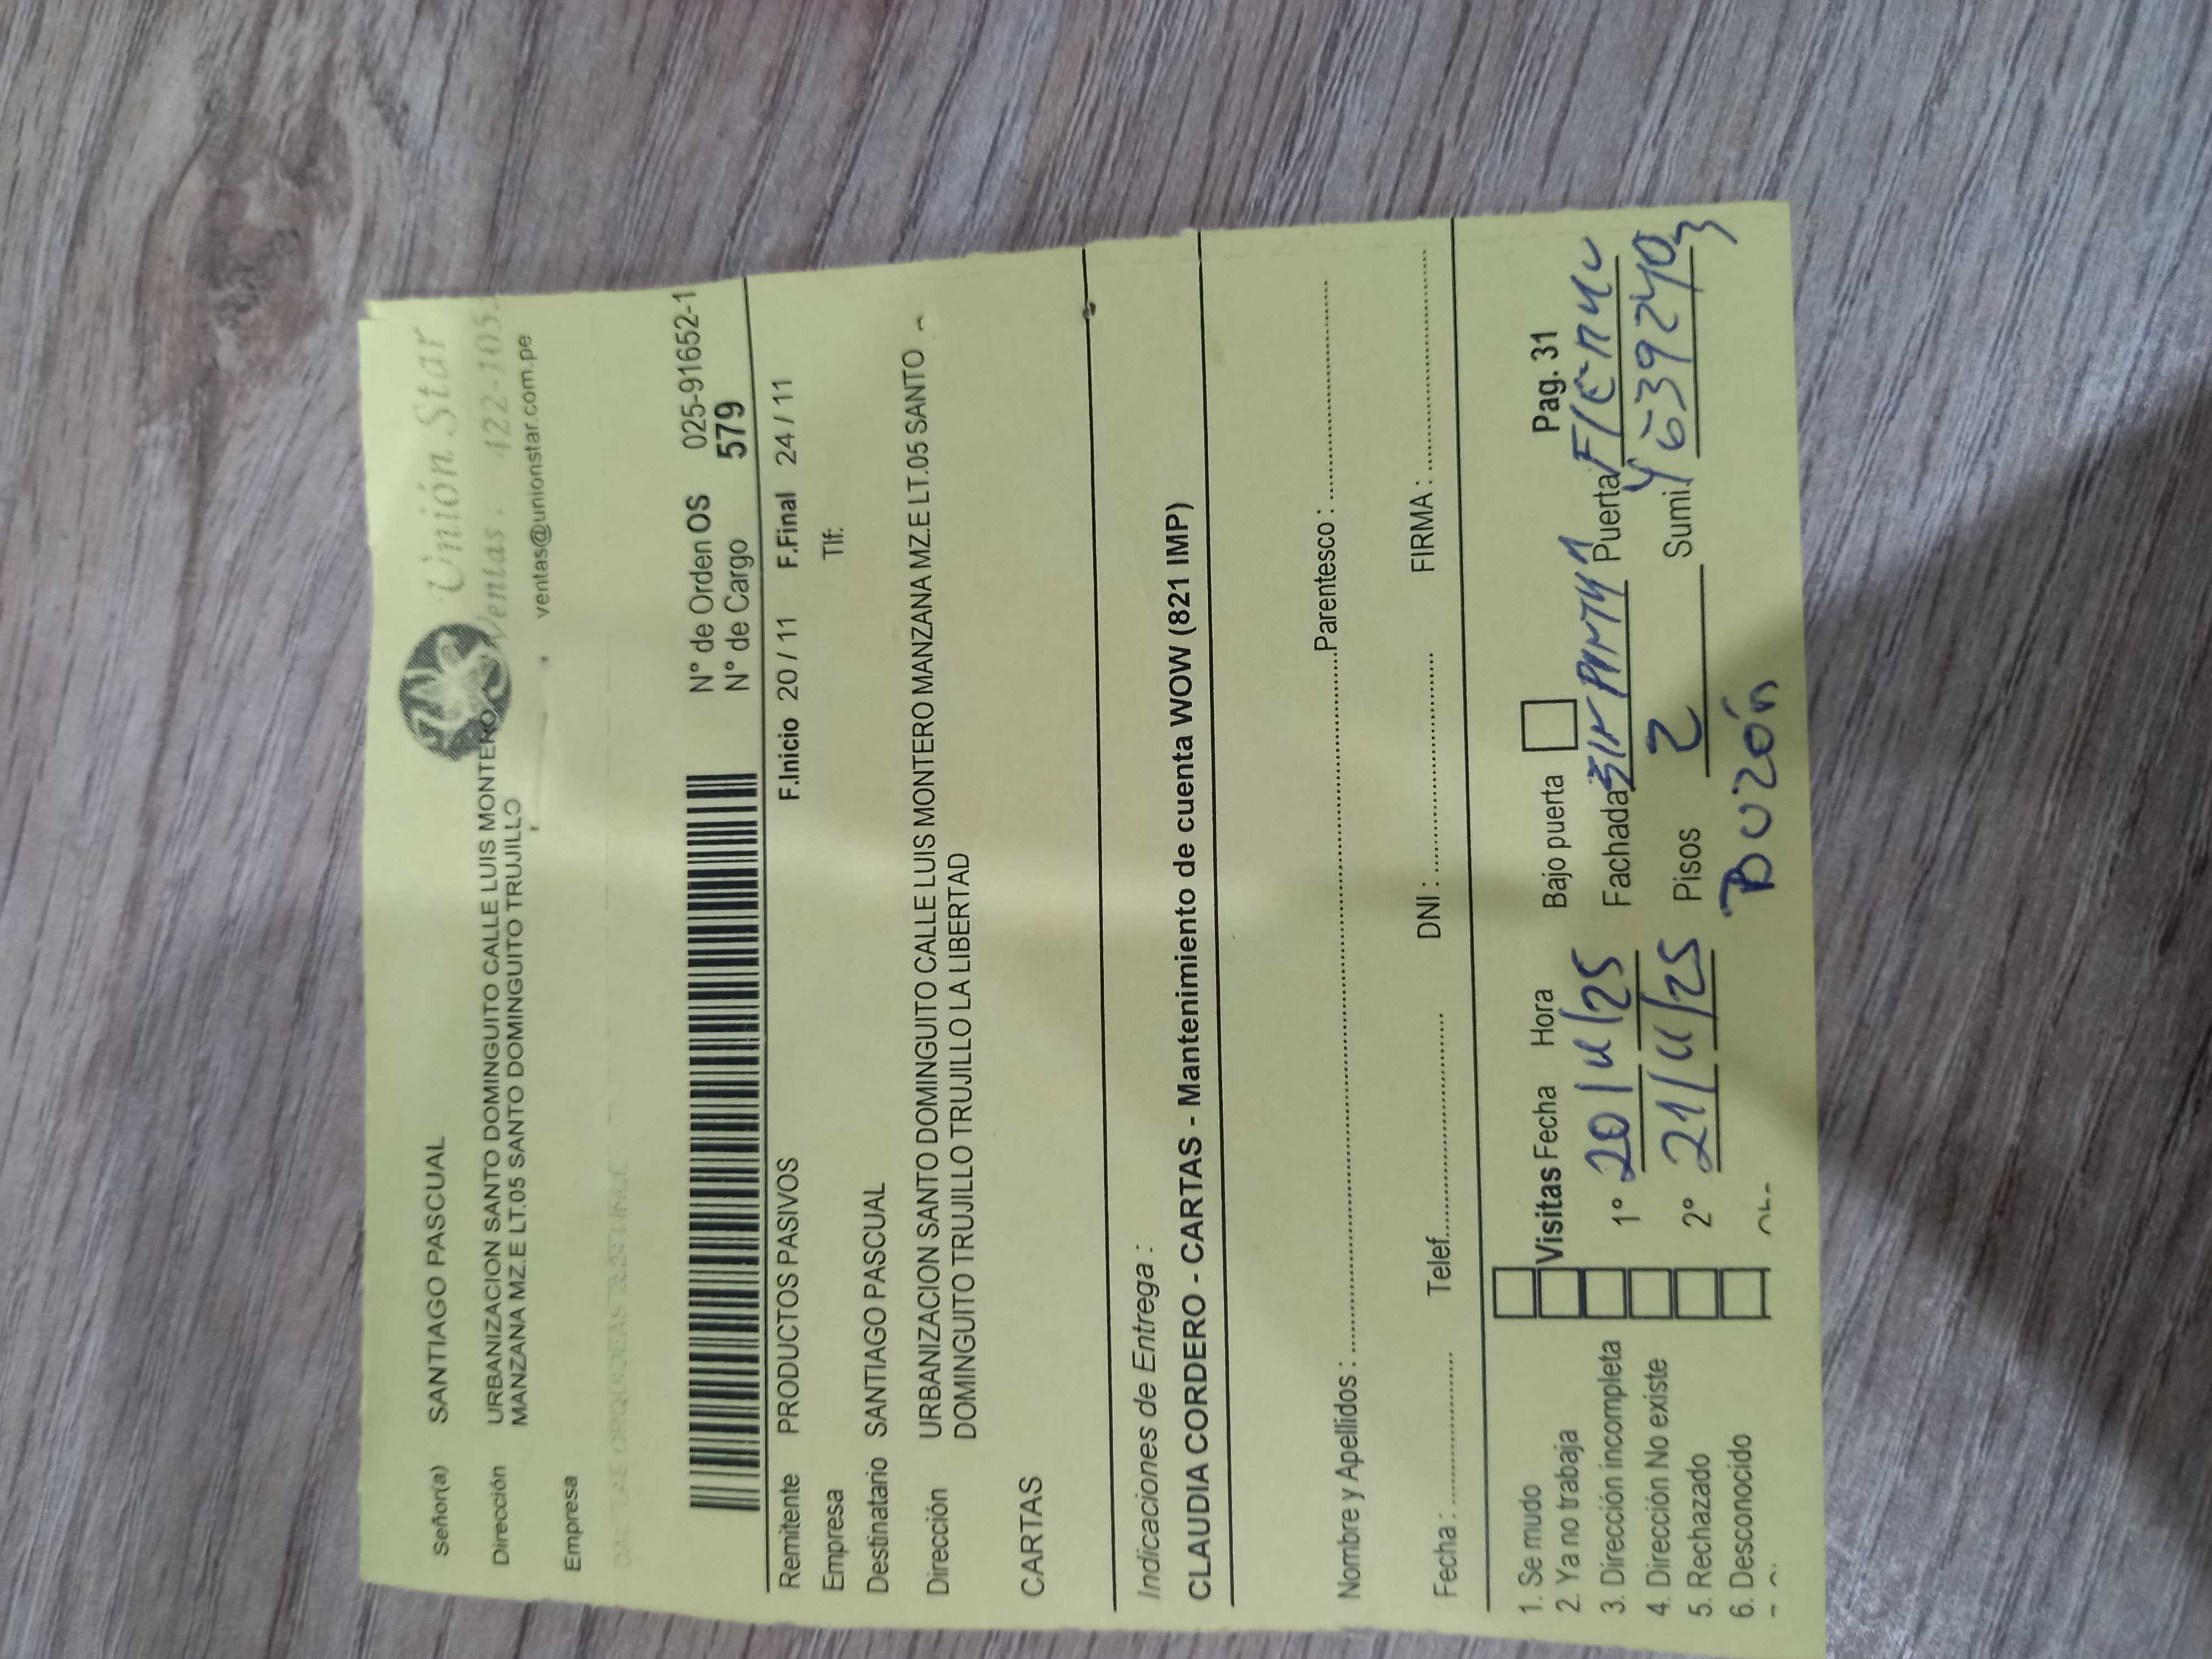 Unión Star
Señor(a) SANTIAGO PASCUAL
Ventas . 422-105
Dirección URBANIZACION SANTO DOMINGUITO CALLE LUIS MONTERO
MANZANA MZ.E LT.05 SANTO DOMINGUITO TRUJILLO
ventas@unionstar.com.pe
Empresa
N° de Orden OS 025-91652-1
N° de Cargo 579
Remitente PRODUCTOS PASIVOS F.Inicio 20 / 11 F.Final 24 / 11
Empresa Tlf:
Destinatario SANTIAGO PASCUAL
Dirección URBANIZACION SANTO DOMINGUITO CALLE LUIS MONTERO MANZANA MZ.E LT.05 SANTO
DOMINGUITO TRUJILLO TRUJILLO LA LIBERTAD
CARTAS
Indicaciones de Entrega :
CLAUDIA CORDERO - CARTAS - Mantenimiento de cuenta WOW (821 IMP)
Nombre y Apellidos : Parentesco :
Fecha : Telef. DNI : FIRMA :
1. Se mudo
2. Ya no trabaja Visitas Fecha Hora Bajo puerta Pag. 31
3. Dirección incompleta 1° 20/11/25 Fachada Puerta
4. Dirección No existe
5. Rechazado 2° 21/11/25 Pisos 2 Sumi.
6. Desconocido
Buzón